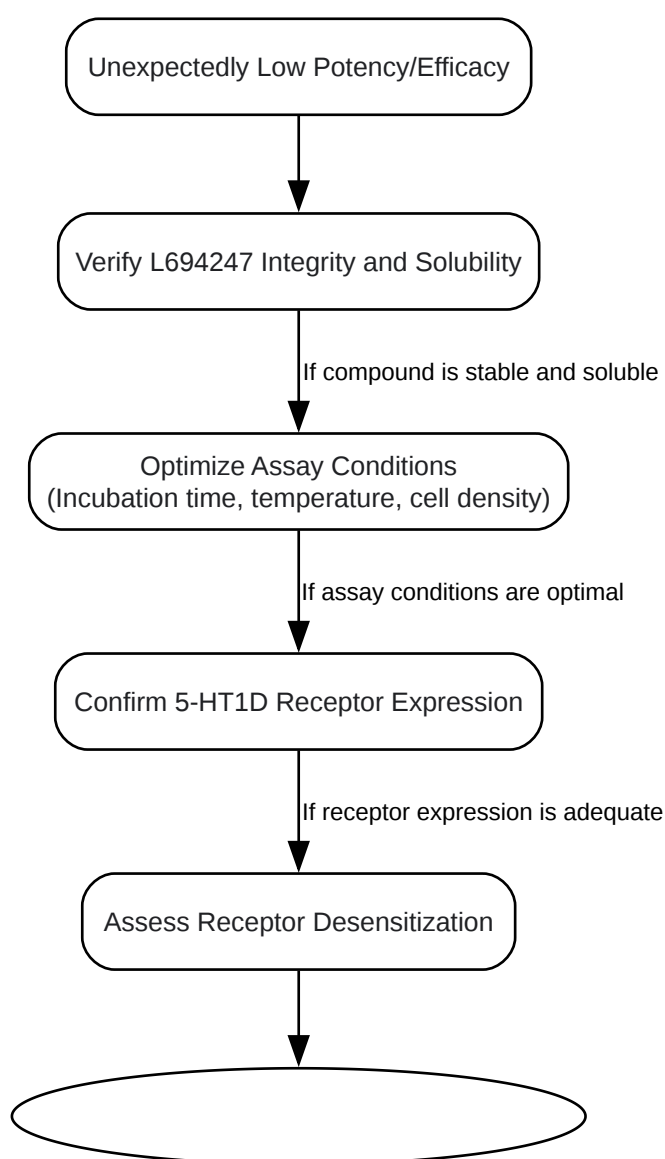 Unexpectedly Low Potency/Efficacy
Verify L694247 Integrity and Solubility
If compound is stable and soluble
Optimize Assay Conditions
(Incubation time, temperature, cell density)
If assay conditions are optimal
Confirm 5-HT1D Receptor Expression
If receptor expression is adequate
Assess Receptor Desensitization